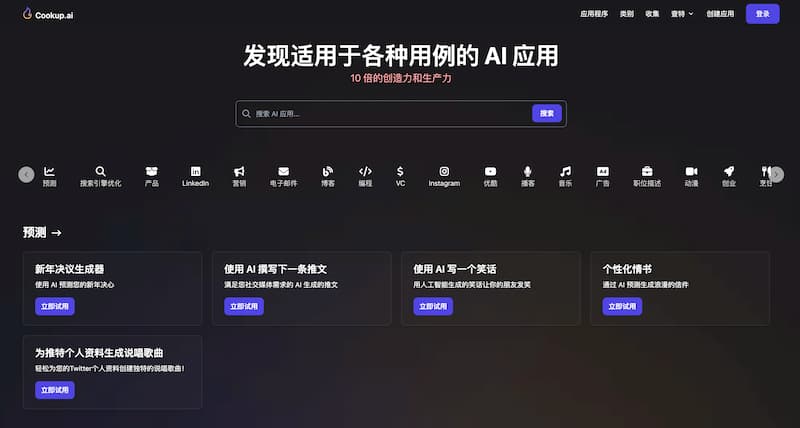 Cookup.ai
应用程序 类别 收集 查特 创建应用 登录
发现适用于各种用例的 AI 应用
10 倍的创造力和生产力
搜索 AI 应用... 搜索
预测 搜索引擎优化 产品 LinkedIn 营销 电子邮件 博客 编程 VC Instagram 优酷 播客 音乐 广告 职位描述 动漫 创业 烹饪
预测 →
新年决议生成器
使用 AI 预测您的新年决心
立即试用
使用 AI 撰写下一条推文
满足您社交媒体需求的 AI 生成的推文
立即试用
使用 AI 写一个笑话
用人工智能生成的笑话让你的朋友发笑
立即试用
个性化情书
通过 AI 预测生成浪漫的信件
立即试用
为推特个人资料生成说唱歌曲
轻松为您的Twitter个人资料创建独特的说唱歌曲！
立即试用